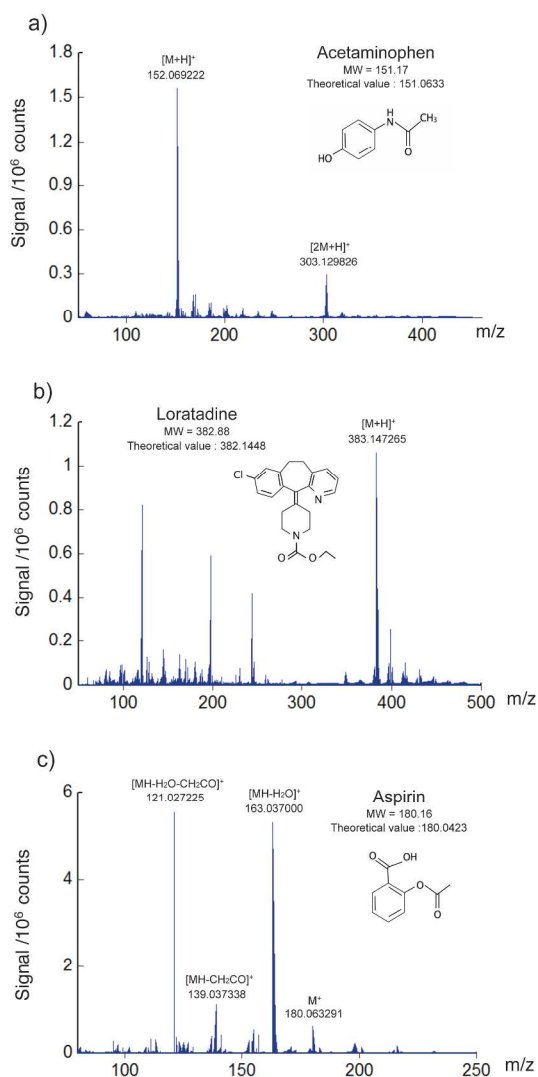 a)
Acetaminophen
MW = 151.17
Theoretical value : 151.0633
[M+H]⁺
152.069222
[2M+H]⁺
303.129826
H
N
CH₃
O
HO
Signal /10⁶ counts
1.8
1.5
1.2
0.9
0.6
0.3
0
100
200
300
400
m/z
b)
Loratadine
MW = 382.88
Theoretical value : 382.1448
[M+H]⁺
383.147265
Cl
N
N
O
O
Signal /10⁶ counts
1.2
1
0.8
0.6
0.4
0.2
0
100
200
300
400
500
m/z
c)
[MH-H₂O-CH₂CO]⁺
121.027225
[MH-H₂O]⁺
163.037000
Aspirin
MW = 180.16
Theoretical value :180.0423
[MH-CH₂CO]⁺
139.037338
M⁺
180.063291
O
OH
O
O
Signal /10⁶ counts
6
4
2
0
100
150
200
250
m/z